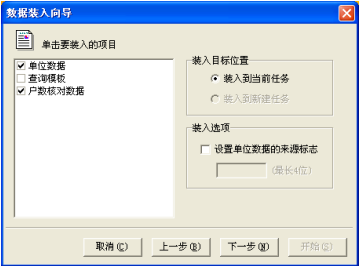 数据装入向导
单击要装入的项目
单位数据
查询模板
户数核对数据
装入目标位置
装入到当前任务
装入到新建任务
装入选项
设置单位数据的来源标志
(最长4位)
取消(C) 上一步(B) 下一步(N) 开始(S)